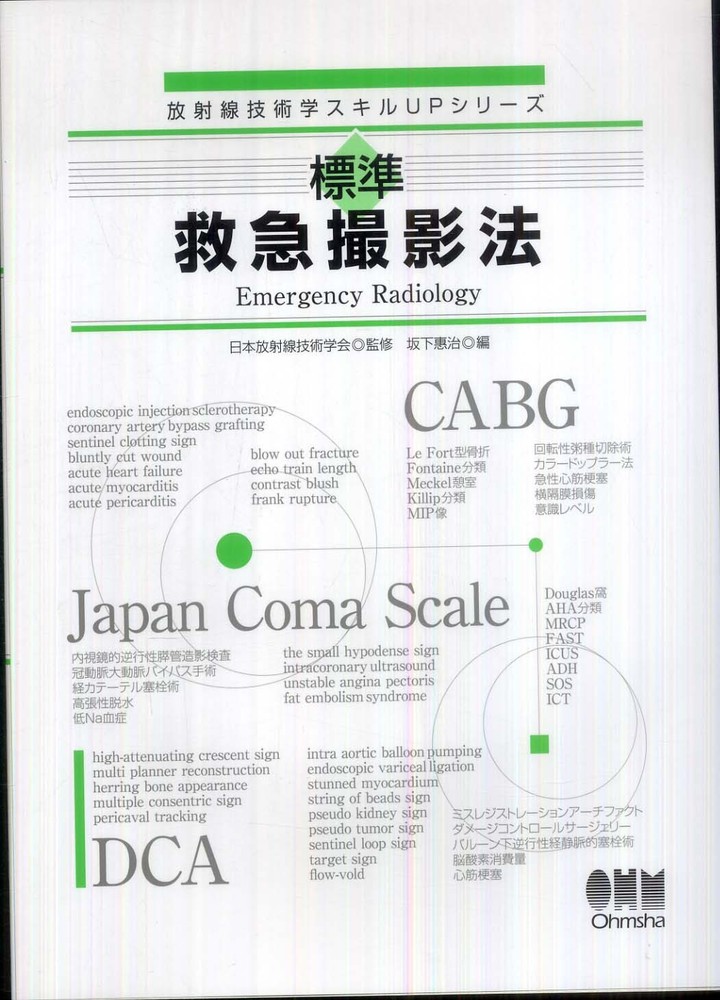 放射線技術学スキルUPシリーズ
標準
救急撮影法
Emergency Radiology
日本放射線技術学会◎監修　坂下惠治◎編
CABG
endoscopic injection sclerotherapy
coronary artery bypass grafting
sentinel clotting sign
bluntly cut wound
acute heart failure
acute myocarditis
acute pericarditis
blow out fracture
echo train length
contrast blush
frank rupture
Le Fort型骨折
Fontaine分類
Meckel憩室
Killip分類
MIP像
回転性粥種切除術
カラードップラー法
急性心筋梗塞
横隔膜損傷
意識レベル
Japan Coma Scale
Douglas窩
AHA分類
MRCP
FAST
ICUS
ADH
SOS
ICT
内視鏡的逆行性膵管造影検査
冠動脈大動脈バイパス手術
経カテーテル塞栓術
高張性脱水
低Na血症
the small hypodense sign
intracoronary ultrasound
unstable angina pectoris
fat embolism syndrome
high-attenuating crescent sign
multi planner reconstruction
herring bone appearance
multiple consentric sign
pericaval tracking
DCA
intra aortic balloon pumping
endoscopic variceal ligation
stunned myocardium
string of beads sign
pseudo kidney sign
pseudo tumor sign
sentinel loop sign
target sign
flow-vold
ミスレジストレーションアーチファクト
ダメージコントロールサージェリー
バルーン下逆行性経静脈的塞栓術
脳酸素消費量
心筋梗塞
OHM
Ohmsha